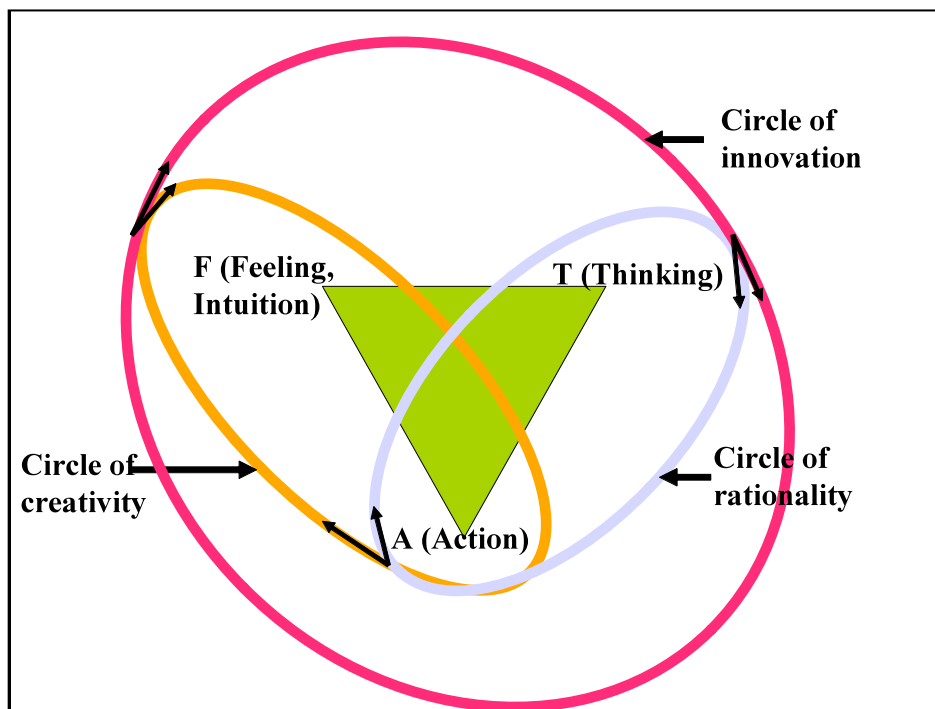 Circle of
innovation
F (Feeling,
Intuition)
T (Thinking)
Circle of
creativity
Circle of
rationality
A (Action)